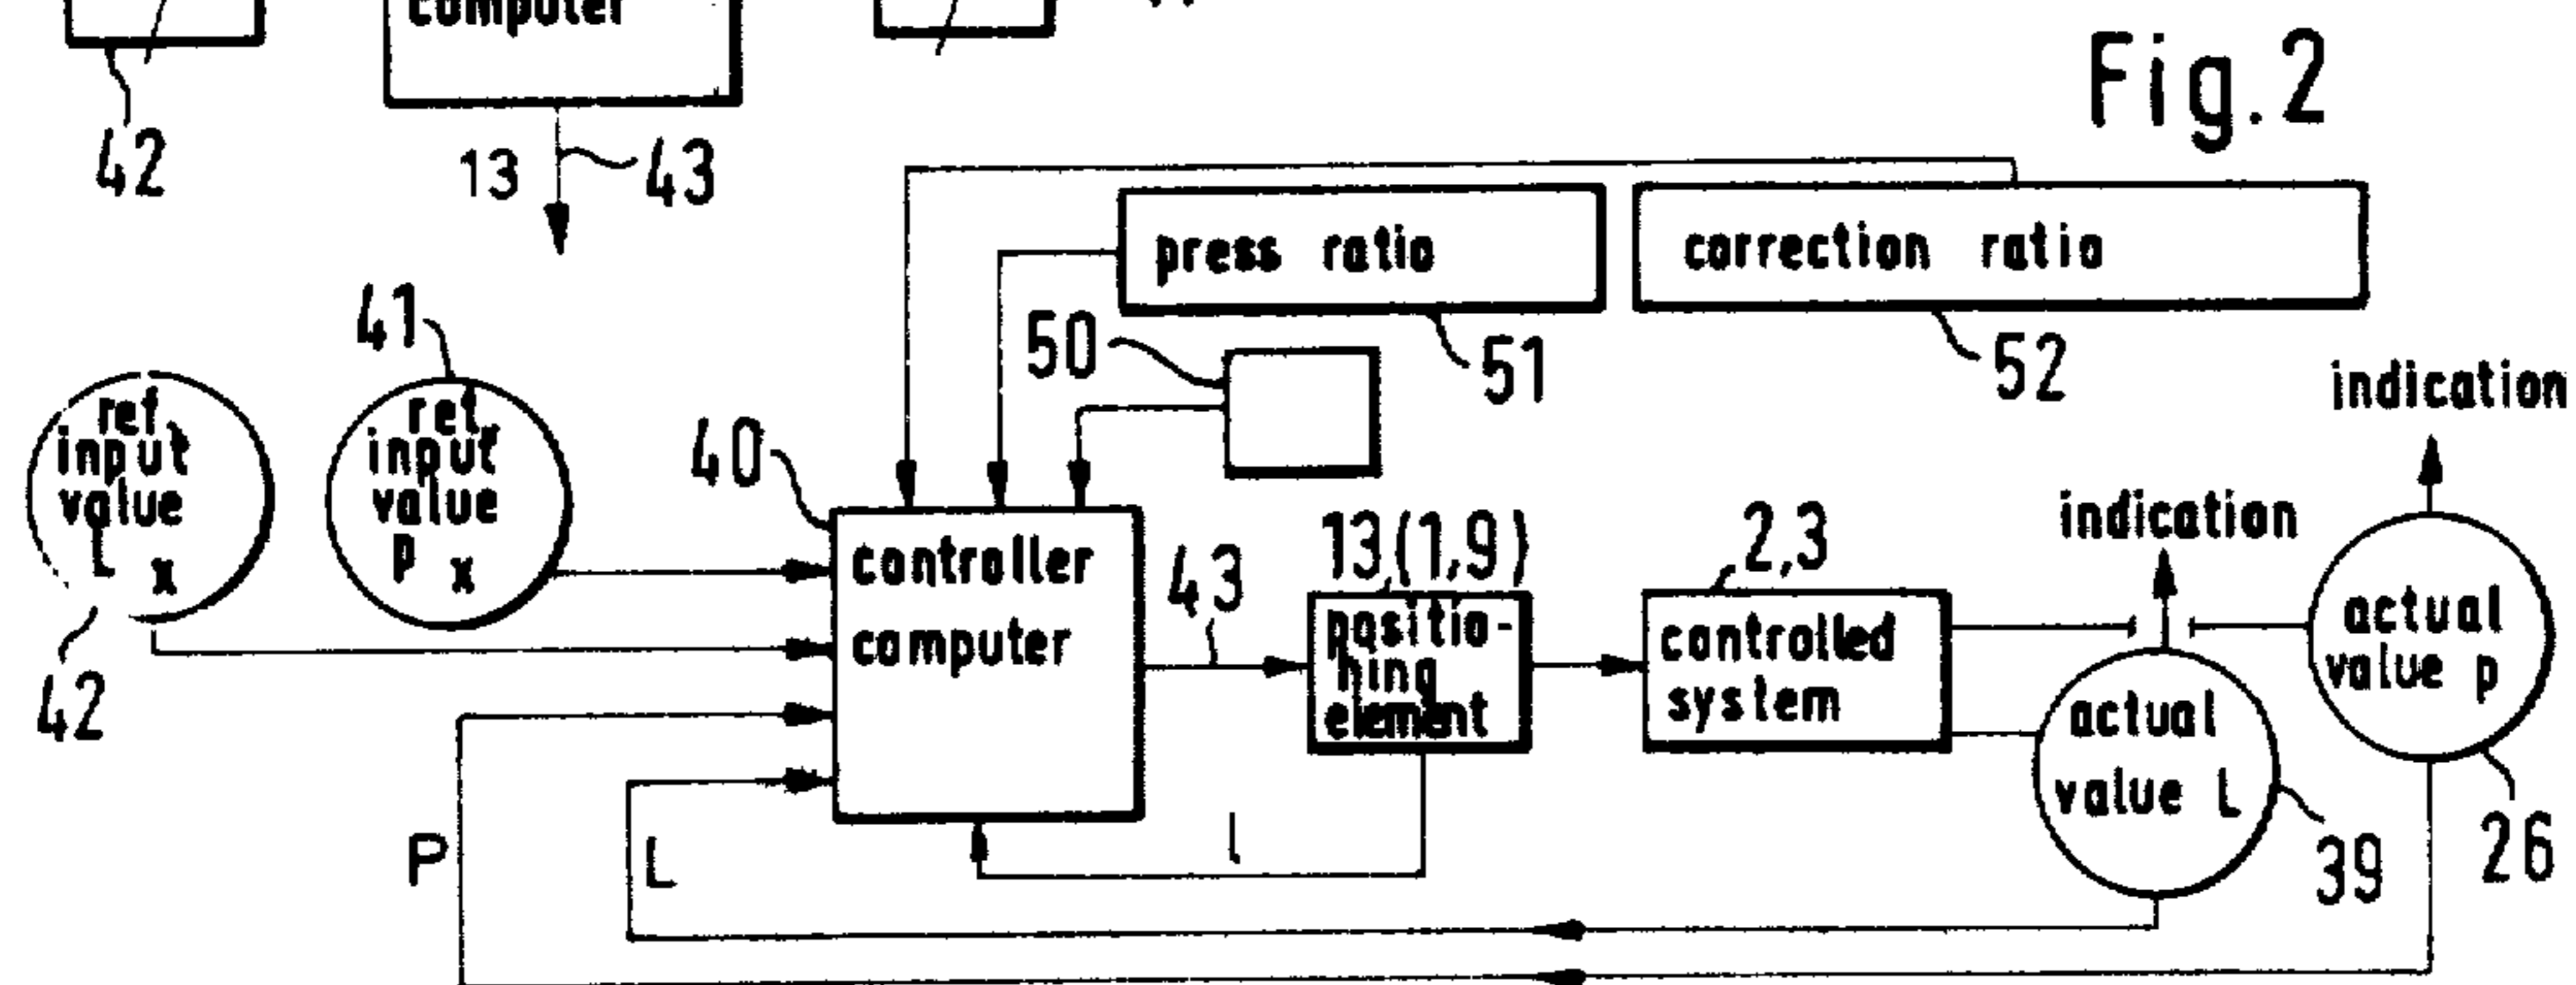 computer
Fig.2
42
13
43
press ratio
correction ratio
41
50
51
52
indication
ref.
input
value
L x
ref.
input
value
p x
40
controller
computer
43
13(1,9)
positio-
ning
element
2,3
controlled
system
indication
actual
value p
actual
value L
42
P
L
l
39
26